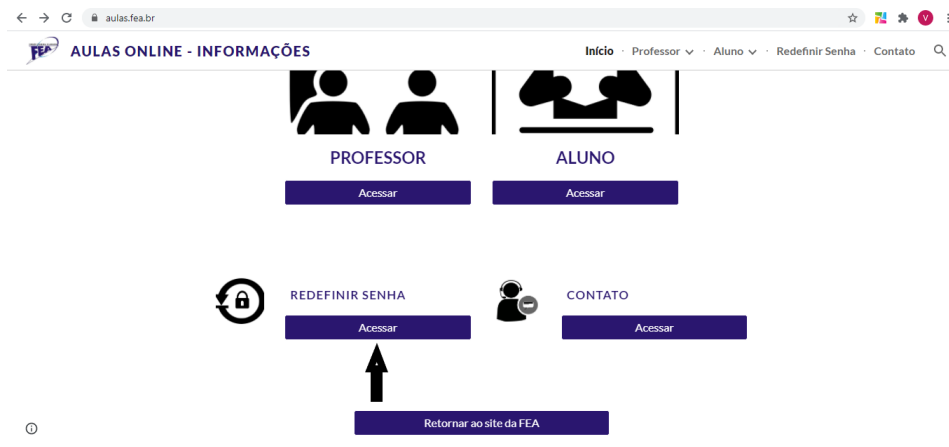 aulas.fea.br
V
FEA
AULAS ONLINE - INFORMAÇÕES
Início · Professor · Aluno · Redefinir Senha · Contato
PROFESSOR
ALUNO
Acessar
Acessar
REDEFINIR SENHA
CONTATO
Acessar
Acessar
Retornar ao site da FEA